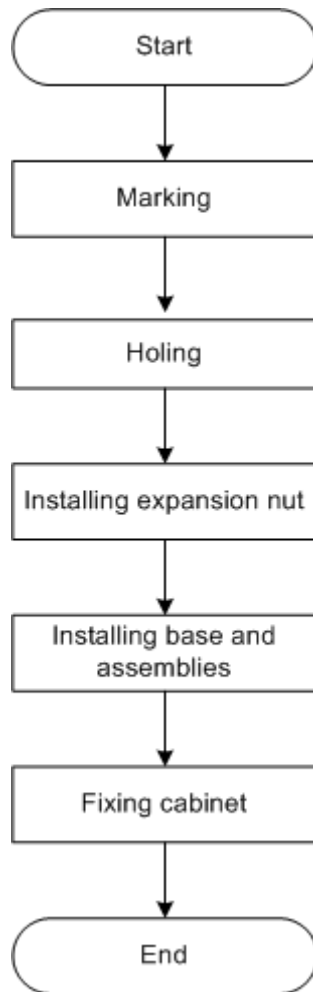 Start
Marking
Holing
Installing expansion nut
Installing base and
assemblies
Fixing cabinet
End